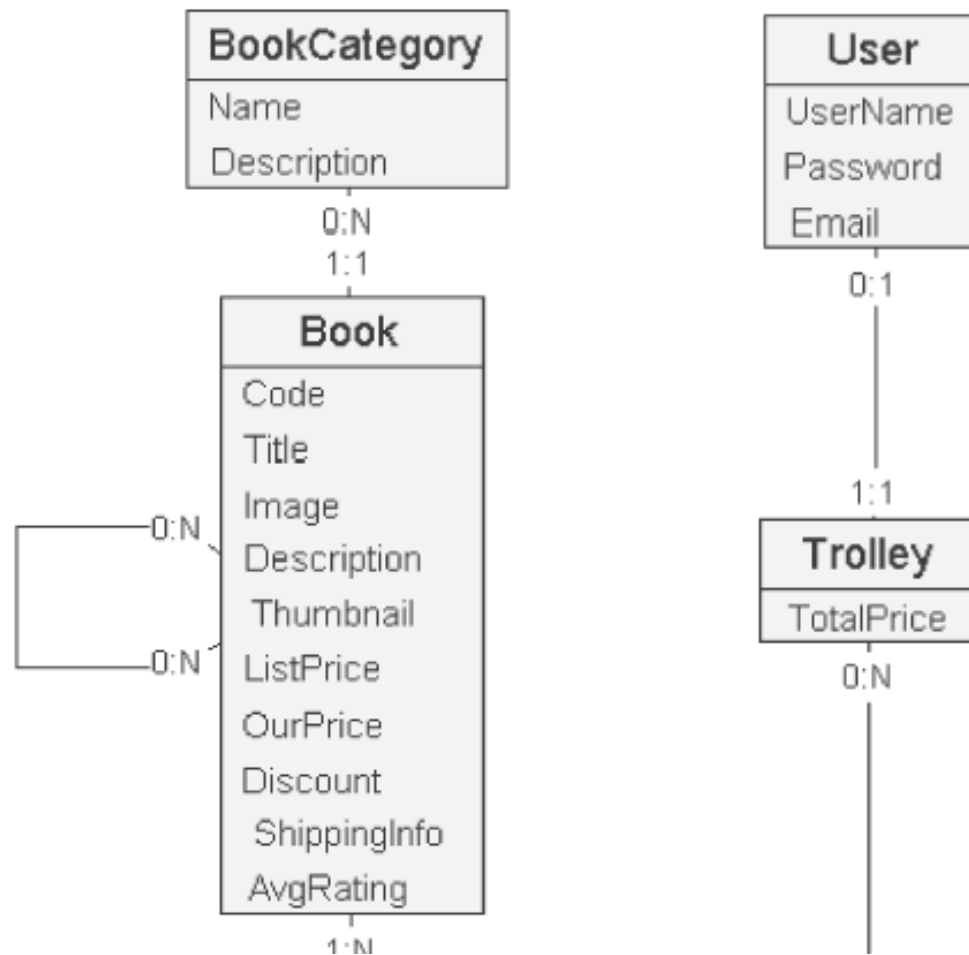 BookCategory
Name
Description
0:N
1:1
Book
Code
Title
Image
Description
Thumbnail
ListPrice
OurPrice
Discount
ShippingInfo
AvgRating
1:N
0:N
0:N
User
UserName
Password
Email
0:1
1:1
Trolley
TotalPrice
0:N